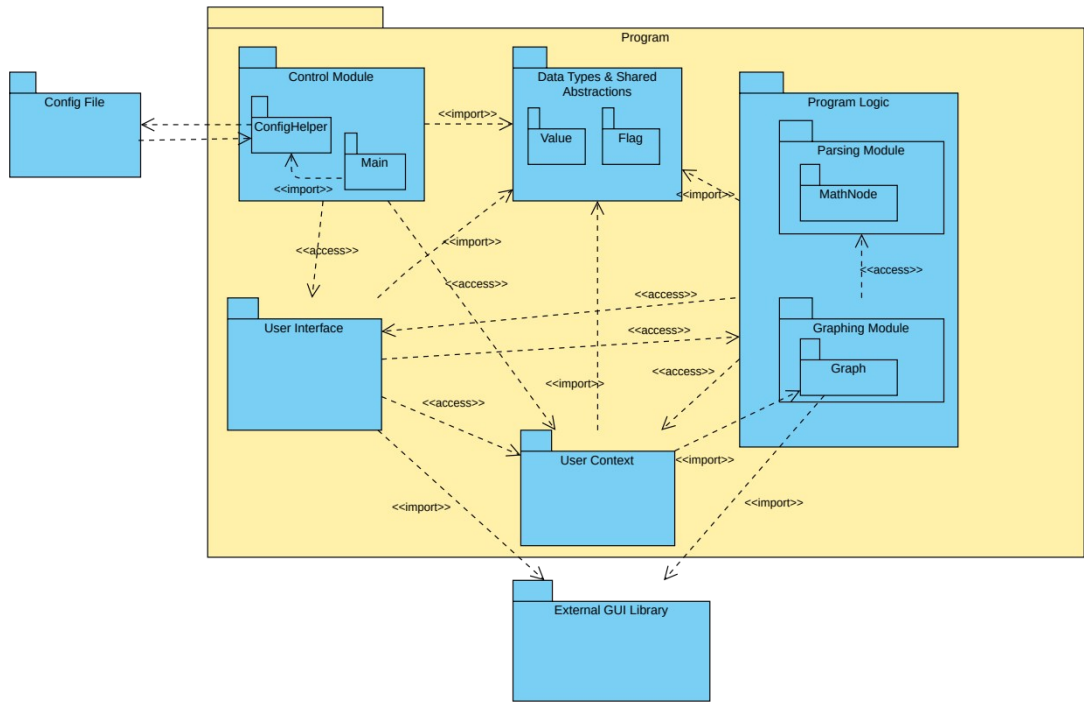 Program
Control Module
Data Types & Shared
Abstractions
Config File
Program Logic
<<import>>
ConfigHelper
Value
Flag
Parsing Module
Main
<<import>>
<<import>>
MathNode
<<access>>
<<import>>
<<access>>
<<access>>
<<access>>
User Interface
<<access>>
Graphing Module
<<import>>
<<access>>
Graph
<<access>>
User Context
<<import>>
<<import>>
<<import>>
External GUI Library